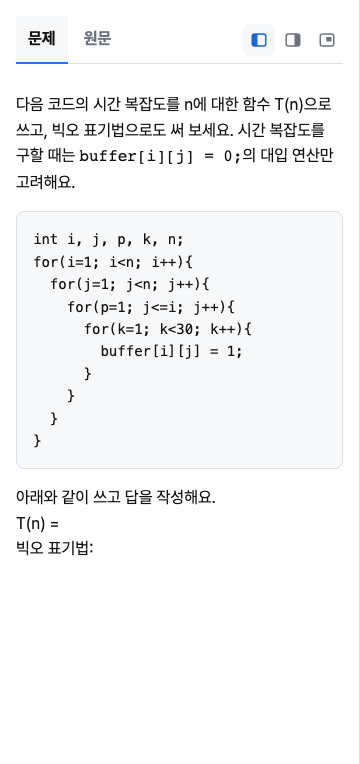 문제 원문
다음 코드의 시간 복잡도를 n에 대한 함수 T(n)으로
쓰고, 빅오 표기법으로도 써 보세요. 시간 복잡도를
구할 때는 buffer[i][j] = 0;의 대입 연산만
고려해요.
int i, j, p, k, n;
for(i=1; i<n; i++){
  for(j=1; j<n; j++){
    for(p=1; j<=i; j++){
      for(k=1; k<30; k++){
        buffer[i][j] = 1;
      }
    }
  }
}
아래와 같이 쓰고 답을 작성해요.
T(n) =
빅오 표기법: